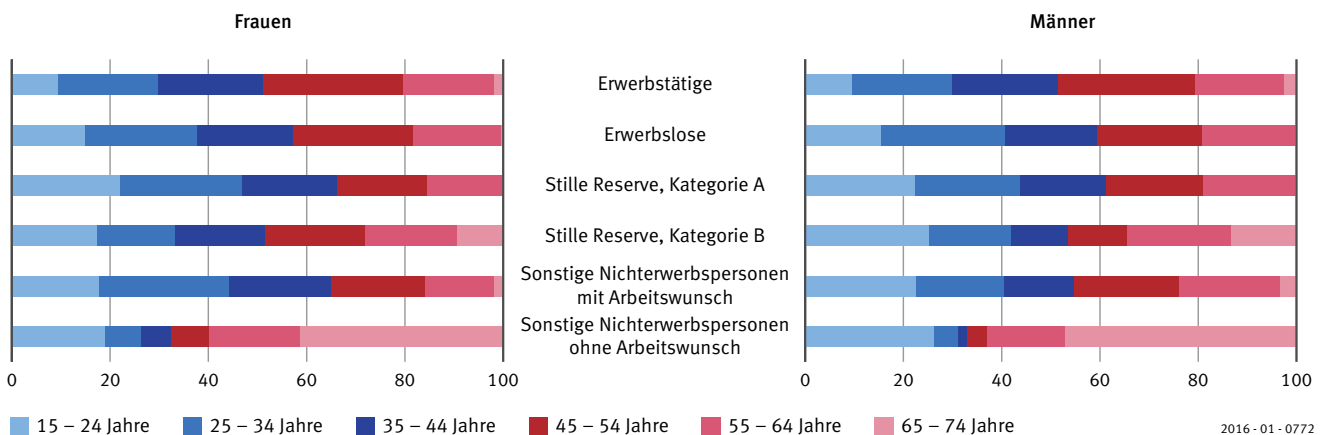 Frauen
Männer
Erwerbstätige
Erwerbslose
Stille Reserve, Kategorie A
Stille Reserve, Kategorie B
Sonstige Nichterwerbspersonen
mit Arbeitswunsch
Sonstige Nichterwerbspersonen
ohne Arbeitswunsch
0 20 40 60 80 100
0 20 40 60 80 100
15 – 24 Jahre 25 – 34 Jahre 35 – 44 Jahre 45 – 54 Jahre 55 – 64 Jahre 65 – 74 Jahre
2016 - 01 - 0772